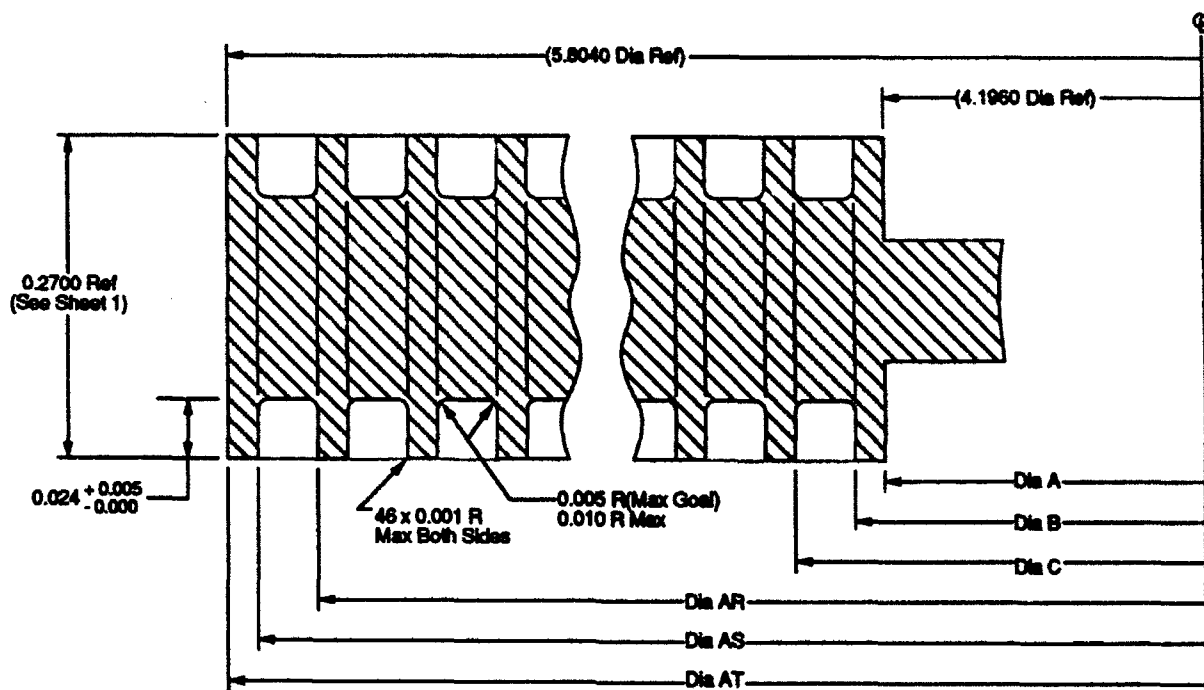 ℄
(5.8040 Dia Ref)
(4.1960 Dia Ref)
0.2700 Ref
(See Sheet 1)
0.024 + 0.005
- 0.000
46 x 0.001 R
Max Both Sides
0.005 R(Max Goal)
0.010 R Max
Dia A
Dia B
Dia C
Dia AR
Dia AS
Dia AT